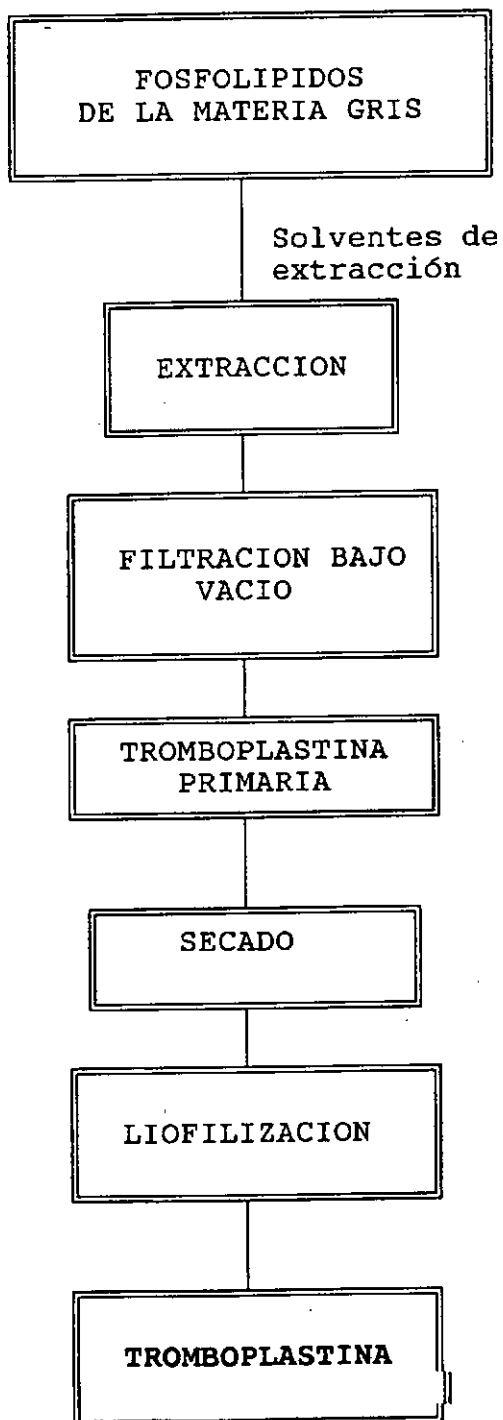 FOSFOLIPIDOS
DE LA MATERIA GRIS
Solventes de
extracción
EXTRACCION
FILTRACION BAJO
VACIO
TROMBOPLASTINA
PRIMARIA
SECADO
LIOFILIZACION
TROMBOPLASTINA